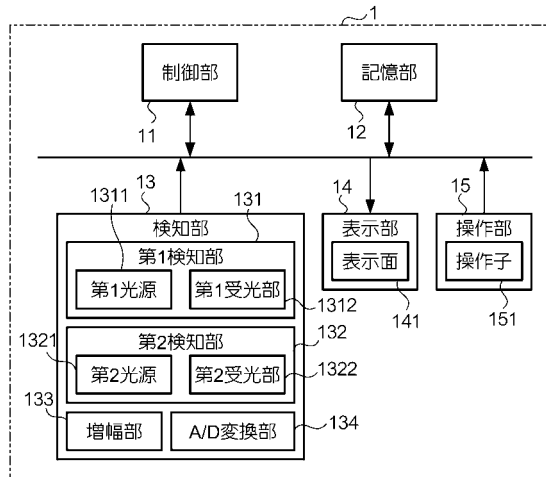 1
制御部
11
記憶部
12
13
検知部
131
第1検知部
1311
第1光源
第1受光部
1312
132
第2検知部
1321
第2光源
第2受光部
1322
133
増幅部
A/D変換部
134
14
表示部
表示面
141
15
操作部
操作子
151